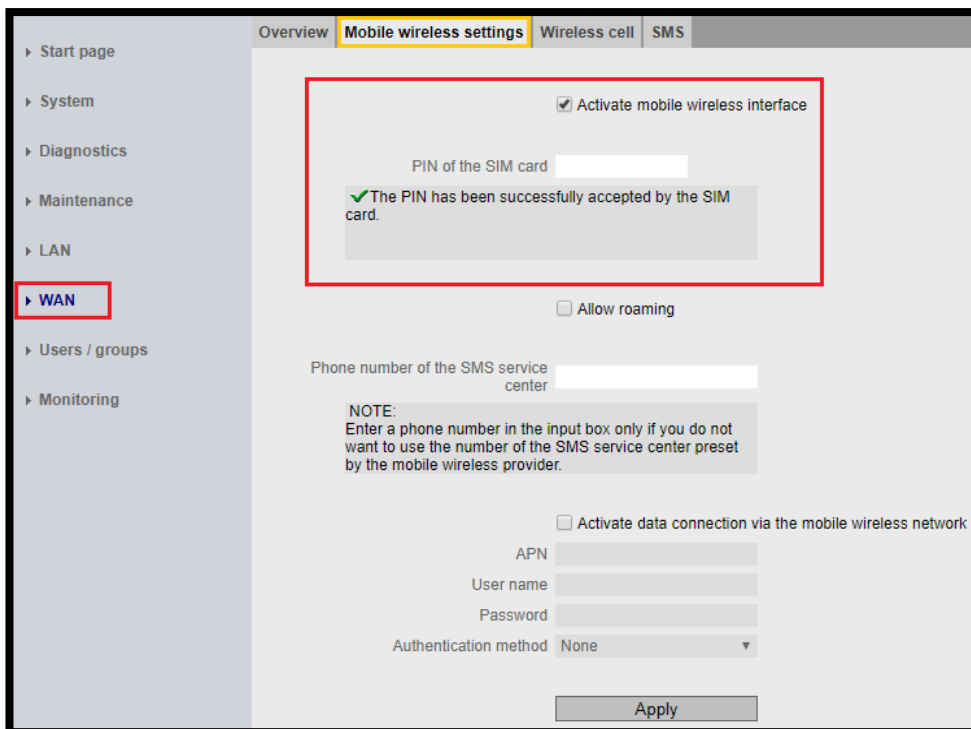 Overview Mobile wireless settings Wireless cell SMS
Start page
System
Diagnostics
Maintenance
LAN
WAN
Users / groups
Monitoring
Activate mobile wireless interface
PIN of the SIM card
The PIN has been successfully accepted by the SIM
card.
Allow roaming
Phone number of the SMS service
center
NOTE:
Enter a phone number in the input box only if you do not
want to use the number of the SMS service center preset
by the mobile wireless provider.
Activate data connection via the mobile wireless network
APN
User name
Password
Authentication method None
Apply